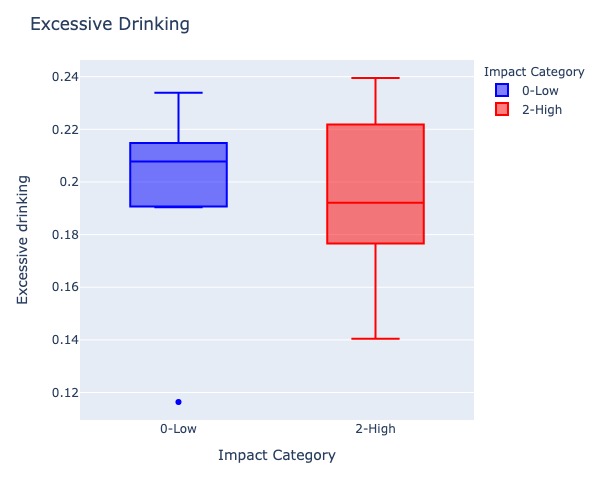 Excessive Drinking
Impact Category
0-Low
2-High
Excessive drinking
0.24
0.22
0.2
0.18
0.16
0.14
0.12
0-Low
2-High
Impact Category